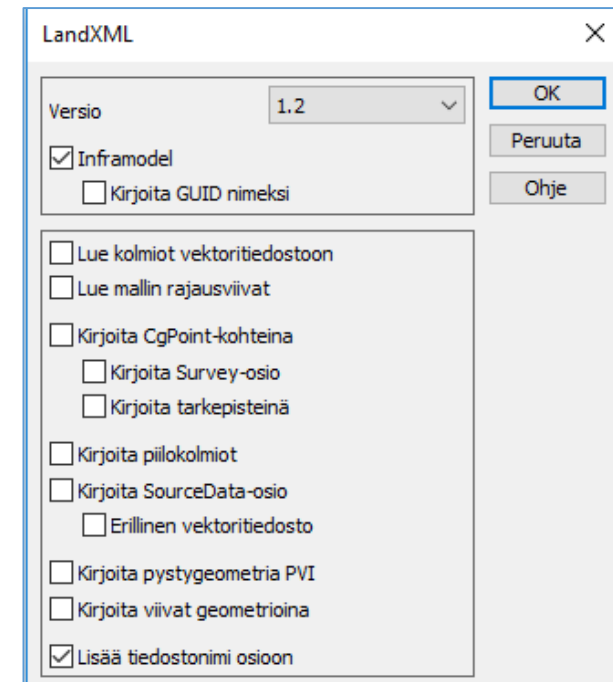 LandXML
Versio
1.2
OK
Inframodel
Peruuta
Kirjoita GUID nimeksi
Ohje
Lue kolmiot vektoritiedostoon
Lue mallin rajausviivat
Kirjoita CgPoint-kohteina
Kirjoita Survey-osio
Kirjoita tarkepisteinä
Kirjoita piilokolmiot
Kirjoita SourceData-osio
Erillinen vektoritiedosto
Kirjoita pystygeometria PVI
Kirjoita viivat geometrioina
Lisää tiedostonimi osioon